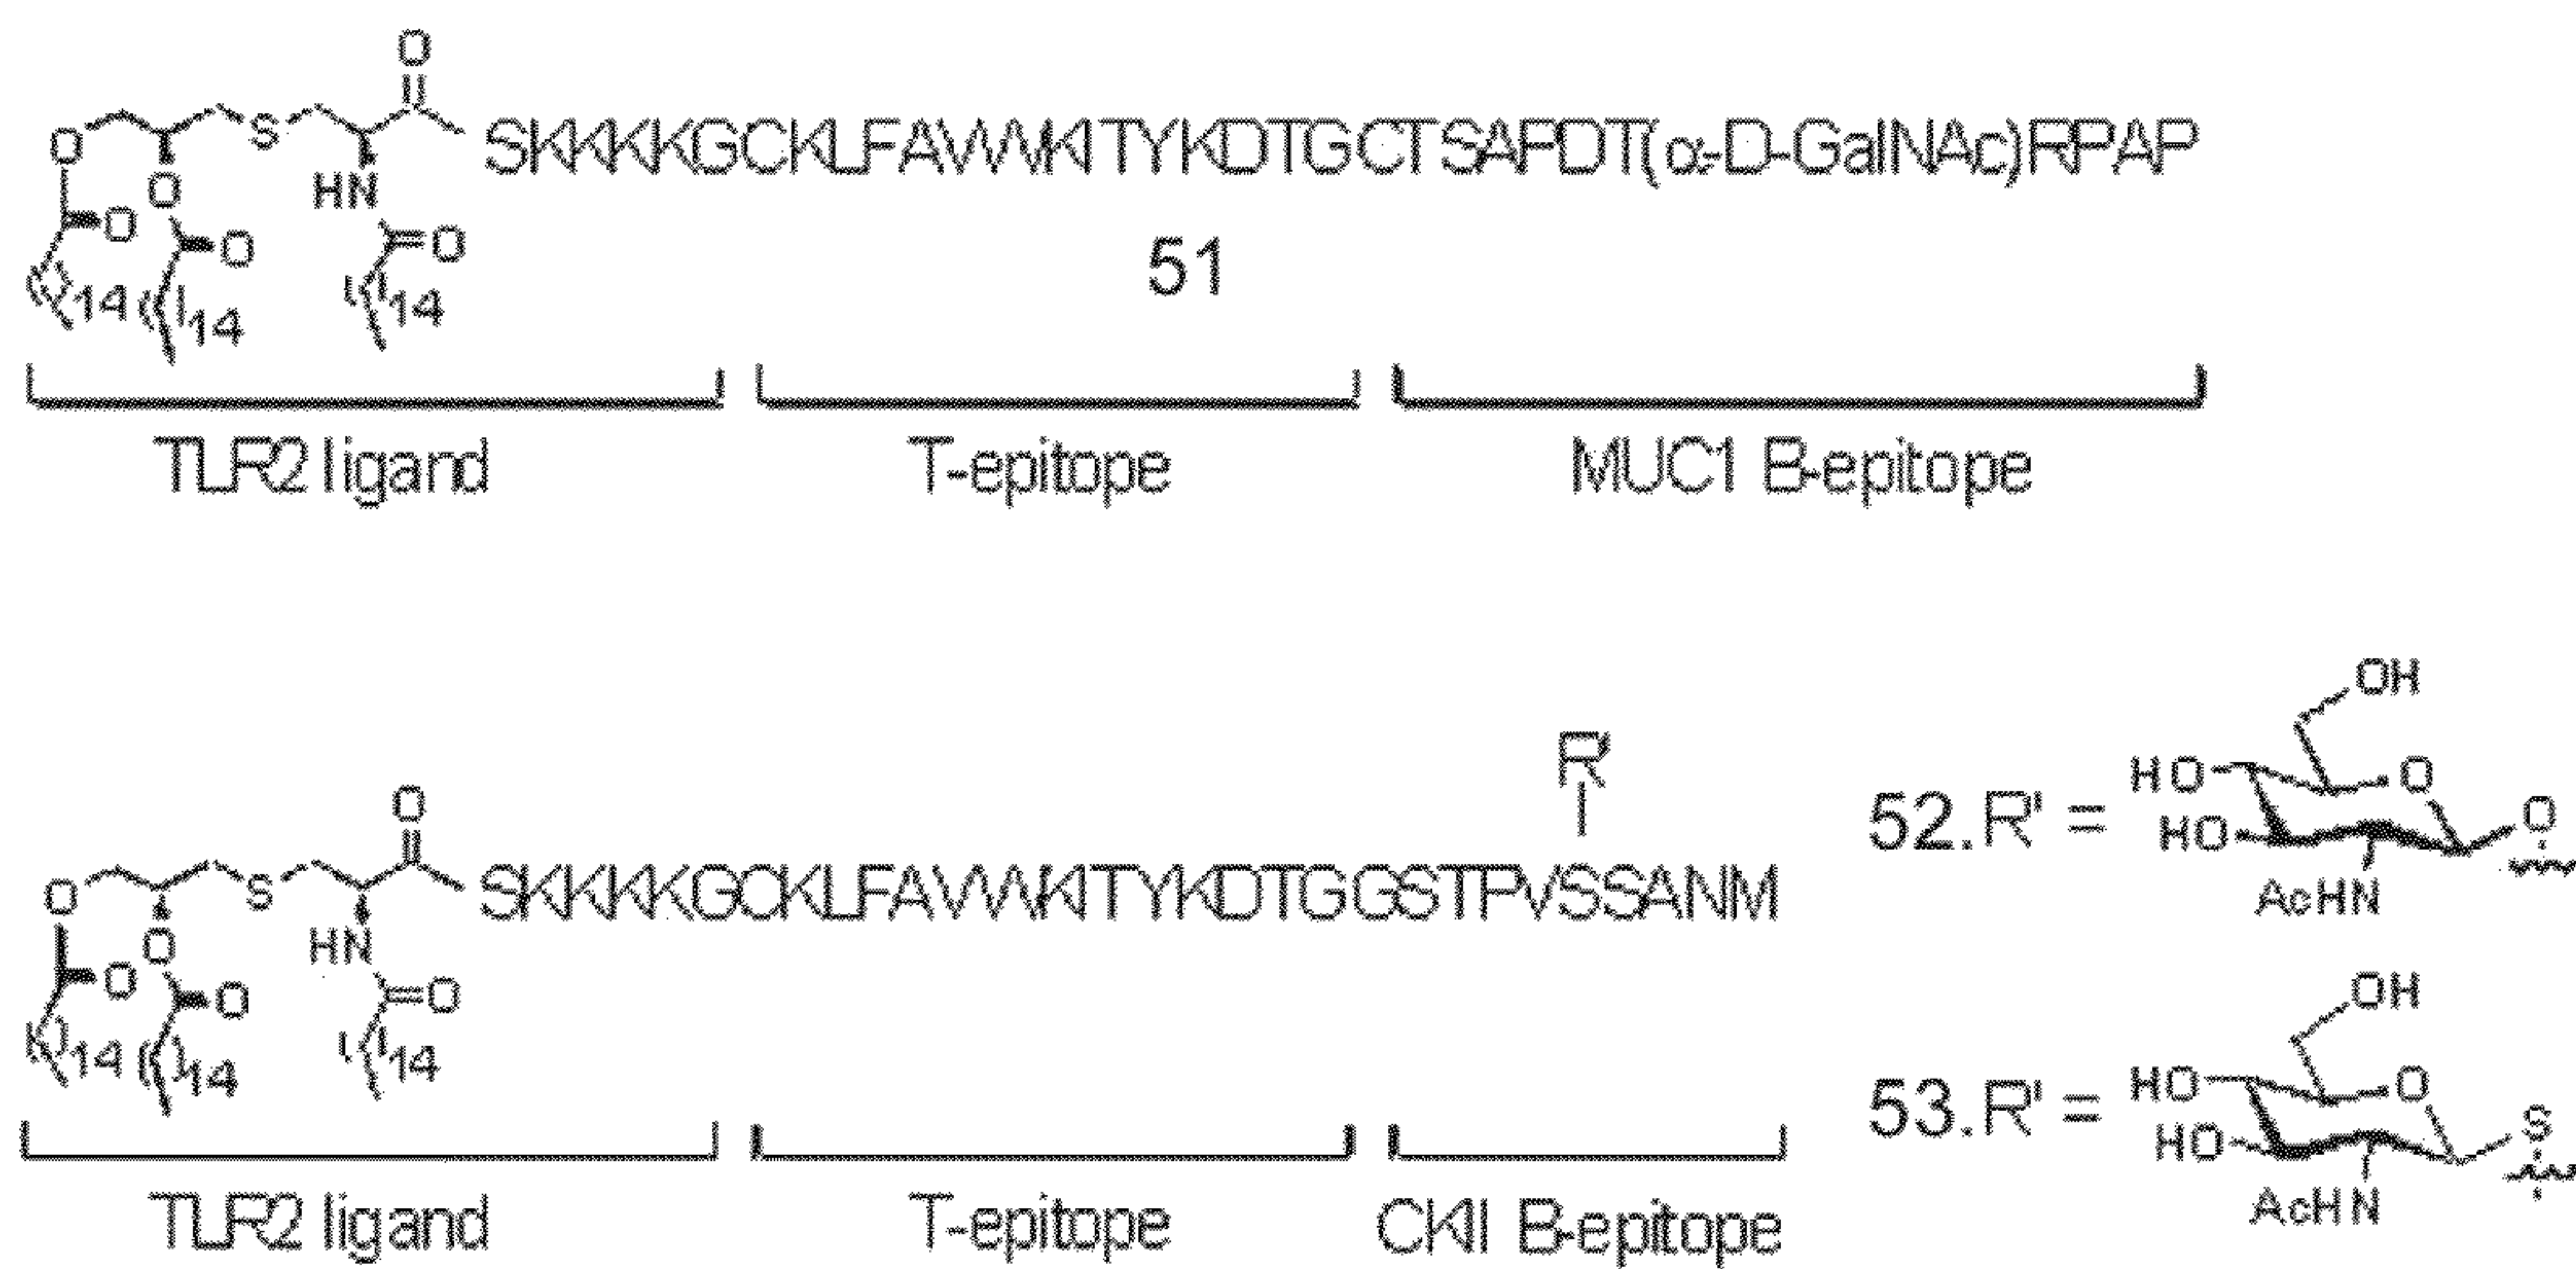 O
O S SKKKKGCKLFAVWKITYKDTGCTSAPDT(α-D-GalNAc)RPAP
O HN
O O O
14 14 14
51
TLR2 ligand T-epitope MUC1 B-epitope
OH
R'
HO O
52. R' = HO O
AcHN
O
O S SKKKKGCKLFAVWKITYKDTGGSTPVSSANM
O HN
O O O
14 14 14
OH
HO O
53. R' = HO S
AcHN
TLR2 ligand T-epitope CKII B-epitope